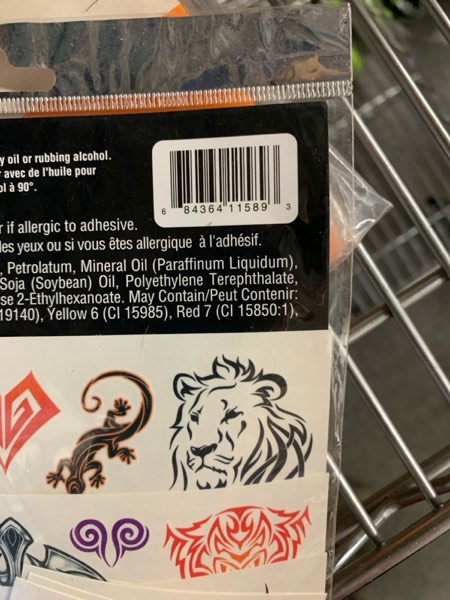 y oil or rubbing alcohol.
avec de l'huile pour
ol à 90°.
6 84364 11589 3
r if allergic to adhesive.
les yeux ou si vous êtes allergique à l'adhésif.
, Petrolatum, Mineral Oil (Paraffinum Liquidum),
Soja (Soybean) Oil, Polyethylene Terephthalate,
se 2-Ethylhexanoate. May Contain/Peut Contenir:
19140), Yellow 6 (CI 15985), Red 7 (CI 15850:1),